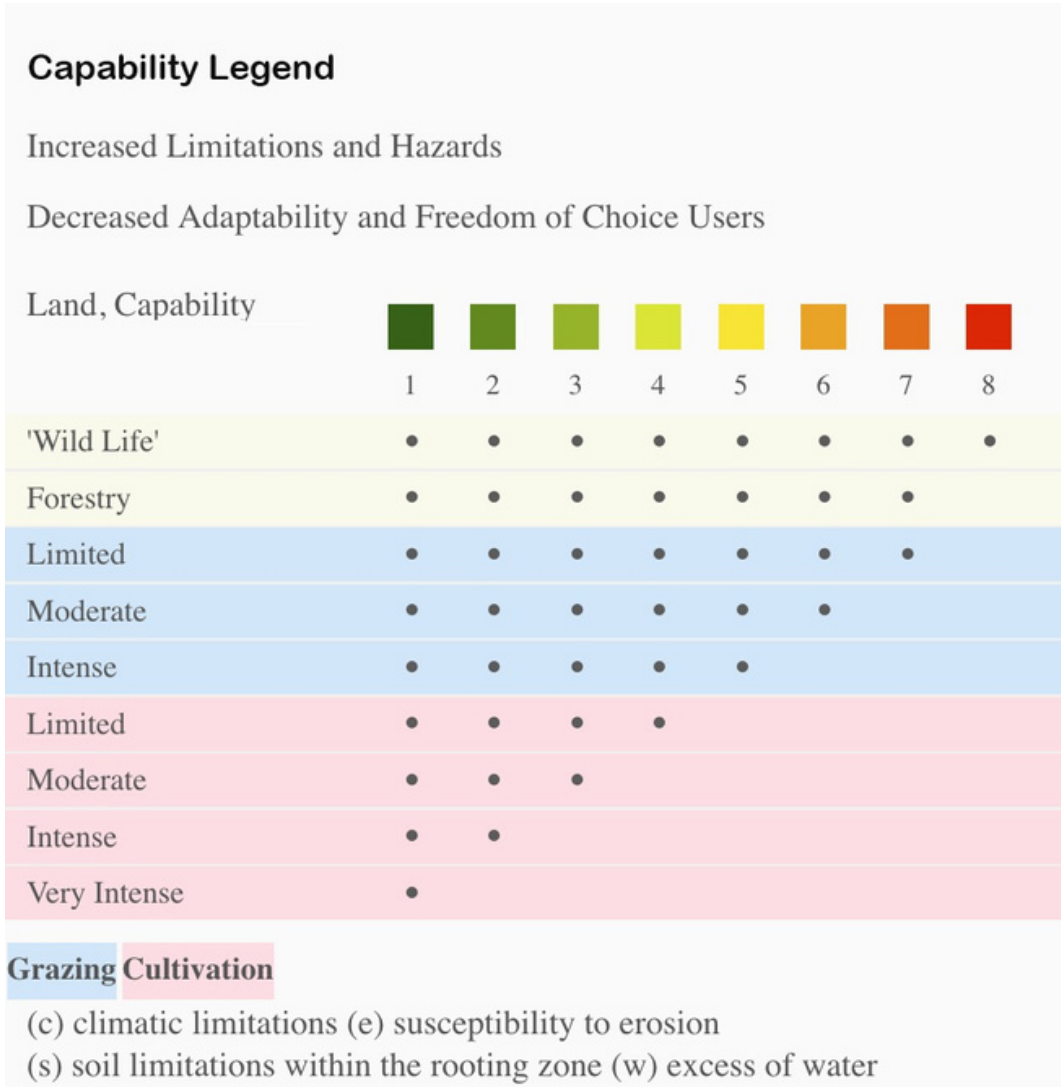 Capability Legend
Increased Limitations and Hazards
Decreased Adaptability and Freedom of Choice Users
Land, Capability
1 2 3 4 5 6 7 8
'Wild Life' • • • • • • • •
Forestry • • • • • • •
Limited • • • • • • •
Moderate • • • • • •
Intense • • • • •
Limited • • • •
Moderate • • •
Intense • •
Very Intense •
Grazing Cultivation
(c) climatic limitations (e) susceptibility to erosion
(s) soil limitations within the rooting zone (w) excess of water